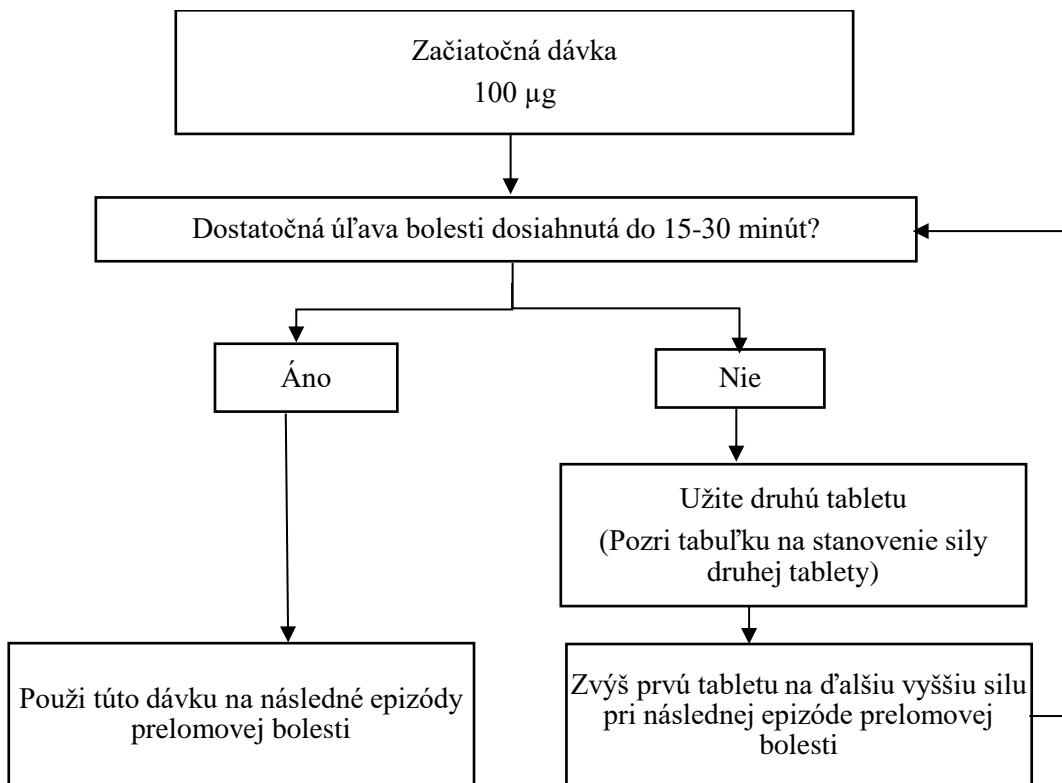 Začiatočná dávka
100 µg
Dostatočná úľava bolesti dosiahnutá do 15-30 minút?
Áno
Nie
Užite druhú tabletu
(Pozri tabuľku na stanovenie sily
druhej tablety)
Použi túto dávku na následné epizódy
prelomovej bolesti
Zvýš prvú tabletu na ďalšiu vyššiu silu
pri následnej epizóde prelomovej
bolesti